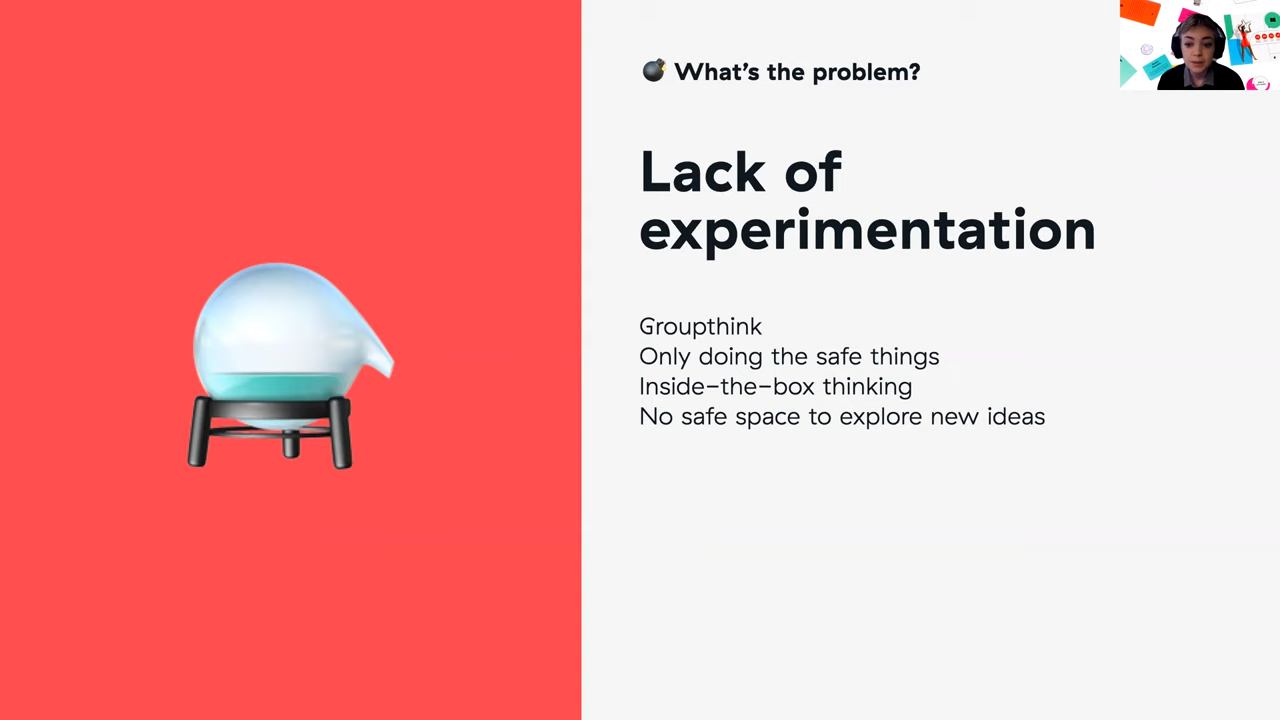 What's the problem?
Lack of
experimentation
Groupthink
Only doing the safe things
Inside-the-box thinking
No safe space to explore new ideas